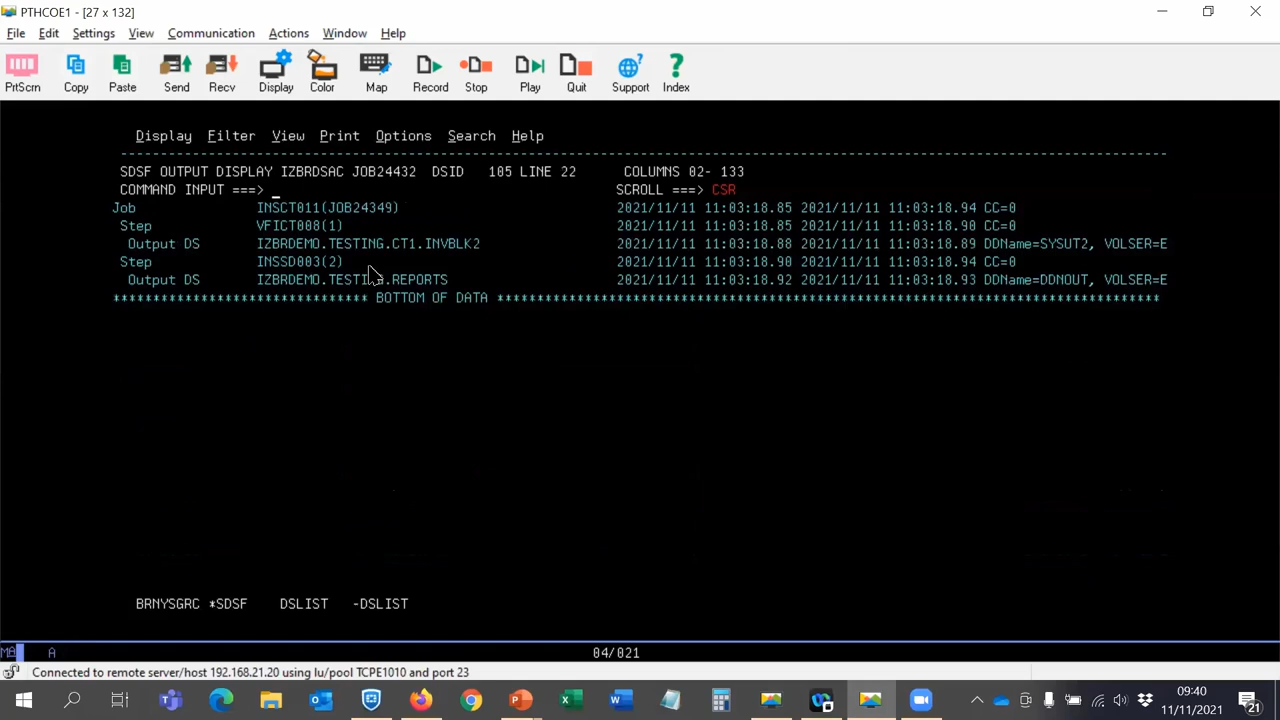 PTHCOE1 - [27 x 132]
File Edit Settings View Communication Actions Window Help
PrtScrn Copy Paste Send Recv Display Color Map Record Stop Play Quit Support Index
Display Filter View Print Options Search Help
SDSF OUTPUT DISPLAY IZBRDSAC JOB24432 DSID 105 LINE 22 COLUMNS 02- 133
COMMAND INPUT ===> SCROLL ===> CSR
Job INSCT011(JOB24349) 2021/11/11 11:03:18.85 2021/11/11 11:03:18.94 CC=0
Step VFICT008(1) 2021/11/11 11:03:18.85 2021/11/11 11:03:18.90 CC=0
Output DS IZBRDEMO.TESTING.CT1.INVBLK2 2021/11/11 11:03:18.88 2021/11/11 11:03:18.89 DDName=SYSUT2, VOLSER=E
Step INSSD003(2) 2021/11/11 11:03:18.90 2021/11/11 11:03:18.94 CC=0
Output DS IZBRDEMO.TESTING.REPORTS 2021/11/11 11:03:18.92 2021/11/11 11:03:18.93 DDName=DDNOUT, VOLSER=E
******************************** BOTTOM OF DATA ***********************************************************************************
BRNYSGRC *SDSF DSLIST -DSLIST
MA A 04/021
Connected to remote server/host 192.168.21.20 using lu/pool TCPE1010 and port 23
09:40
11/11/2021
21